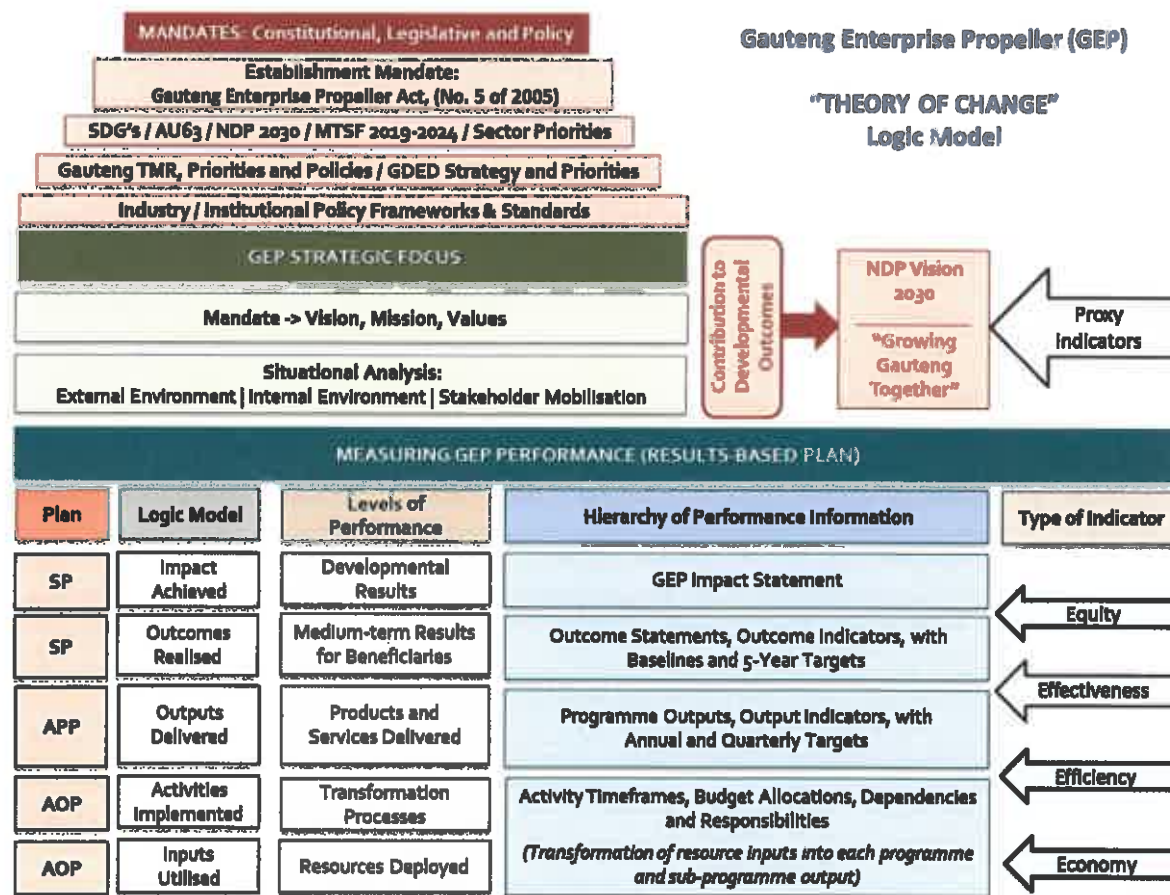 MANDATES: Constitutional, Legislative and Policy
Establishment Mandate:
Gauteng Enterprise Propeller Act, (No. 5 of 2005)
SDG's / AU63 / NDP 2030 / MTSF 2019-2024 / Sector Priorities
Gauteng TMR, Priorities and Policies / GDED Strategy and Priorities
Industry / Institutional Policy Frameworks & Standards
Gauteng Enterprise Propeller (GEP)
"THEORY OF CHANGE"
Logic Model
GEP STRATEGIC FOCUS
Mandate -> Vision, Mission, Values
Situational Analysis:
External Environment | Internal Environment | Stakeholder Mobilisation
Contribution to
Developmental
Outcomes
NDP Vision
2030
"Growing
Gauteng
Together"
Proxy
Indicators
MEASURING GEP PERFORMANCE (RESULTS-BASED PLAN)
Plan
Logic Model
Levels of
Performance
Hierarchy of Performance Information
Type of Indicator
SP
Impact
Achieved
Developmental
Results
GEP Impact Statement
Equity
SP
Outcomes
Realised
Medium-term Results
for Beneficiaries
Outcome Statements, Outcome Indicators, with
Baselines and 5-Year Targets
Effectiveness
APP
Outputs
Delivered
Products and
Services Delivered
Programme Outputs, Output Indicators, with
Annual and Quarterly Targets
Efficiency
AOP
Activities
Implemented
Transformation
Processes
Activity Timeframes, Budget Allocations, Dependencies
and Responsibilities
AOP
Inputs
Utilised
Resources Deployed
(Transformation of resource inputs into each programme
and sub-programme output)
Economy